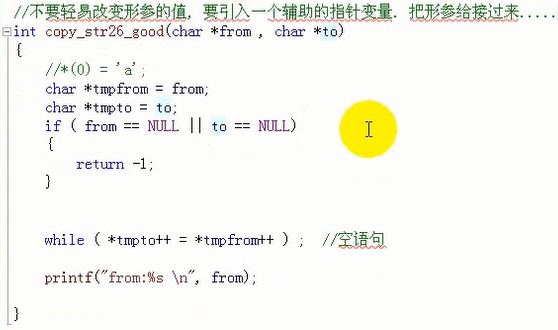 //不要轻易改变形参的值, 要引入一个辅助的指针变量. 把形参给接过来.....
int copy_str26_good(char *from , char *to)
{
//*(0) = 'a';
char *tmpfrom = from;
char *tmpto = to;
if ( from == NULL || to == NULL)
{
return -1;
}
while ( *tmpto++ = *tmpfrom++ ) ; //空语句
printf("from:%s \n", from);
}